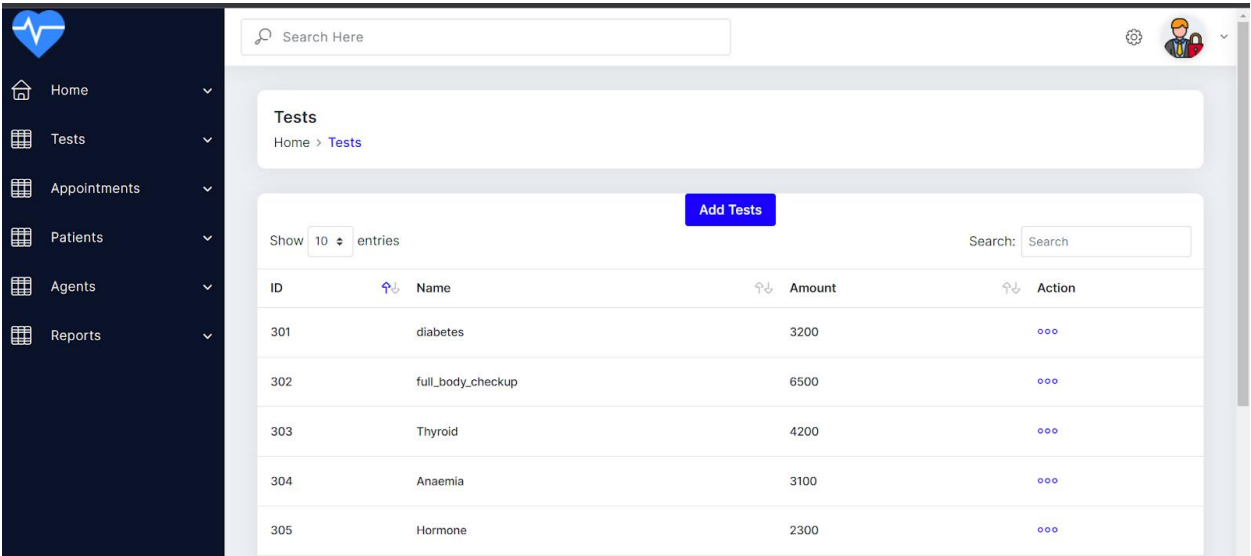 Search Here
Home
Tests
Appointments
Patients
Agents
Reports
Tests
Home > Tests
Add Tests
Show 10 entries
Search: Search
ID Name Amount Action
301 diabetes 3200
302 full_body_checkup 6500
303 Thyroid 4200
304 Anaemia 3100
305 Hormone 2300